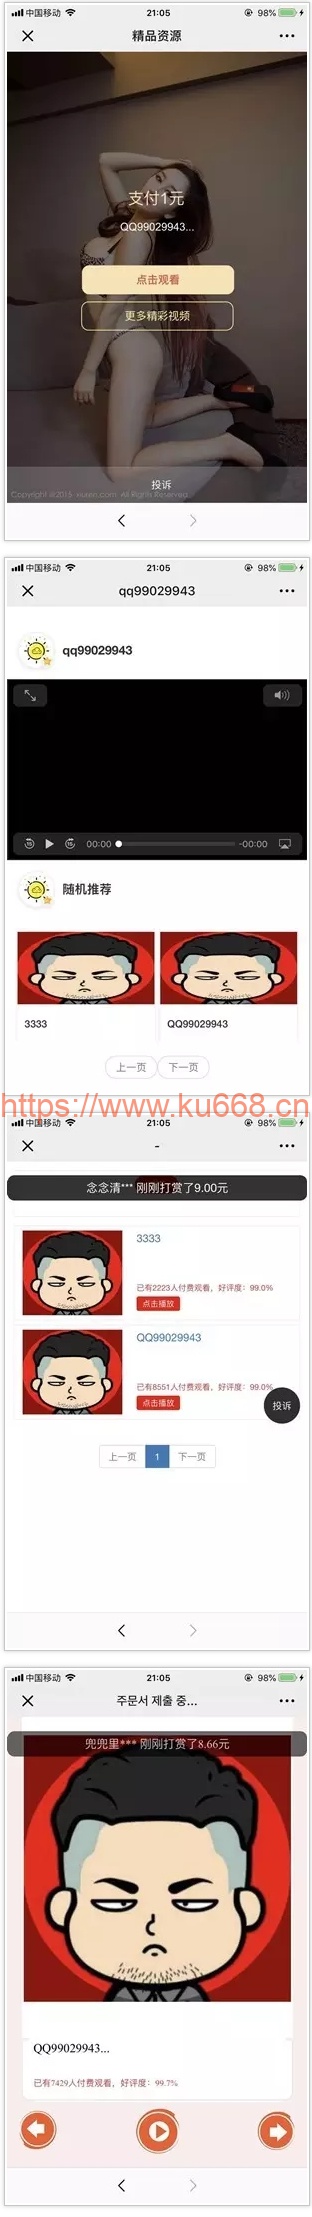 中国移动 21:05 98%
精品资源
支付1元
QQ99029943...
点击观看
更多精彩视频
投诉
Copyright @2015 xiuren.com All Rights Reserved
中国移动 21:05 98%
qq99029943
qq99029943
00:00 -00:00
随机推荐
3333 QQ99029943
上一页 下一页
https://www.ku668.cn
中国移动 21:05 98%
-
念念清*** 刚刚打赏了9.00元
3333
已有2223人付费观看，好评度：99.0%
点击播放
QQ99029943
已有8551人付费观看，好评度：99.0%
点击播放
投诉
上一页 1 下一页
中国移动 21:05 98%
主页文书 제출 중...
兜兜里*** 刚刚打赏了8.66元
QQ99029943...
已有7429人付费观看，好评度：99.7%